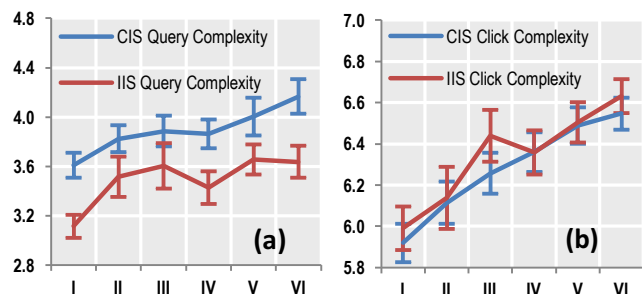 4.8
CIS Query Complexity
4.4
IIS Query Complexity
4.0
3.6
3.2
(a)
2.8
I II III IV V VI
7.0
CIS Click Complexity
6.8
IIS Click Complexity
6.6
6.4
6.2
6.0
(b)
5.8
I II III IV V VI